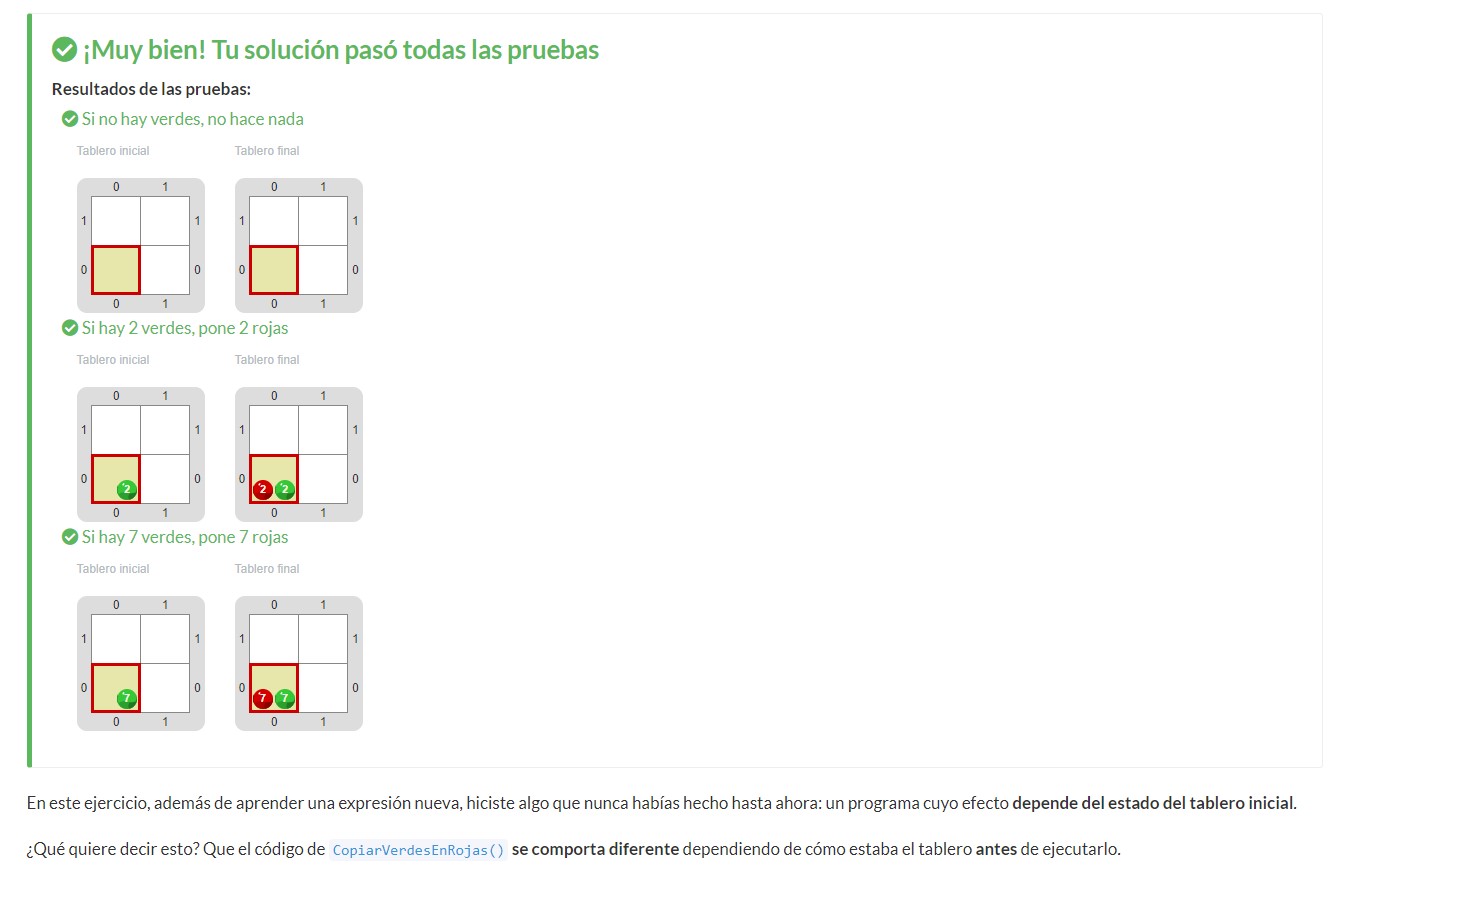 ¡Muy bien! Tu solución pasó todas las pruebas
Resultados de las pruebas:
Si no hay verdes, no hace nada
Tablero inicial Tablero final
0 1 0 1
1 1 1 1
0 0 0 0
0 1 0 1
Si hay 2 verdes, pone 2 rojas
Tablero inicial Tablero final
0 1 0 1
1 1 1 1
0 2 0 0 2 2 0
0 1 0 1
Si hay 7 verdes, pone 7 rojas
Tablero inicial Tablero final
0 1 0 1
1 1 1 1
0 7 0 0 7 7 0
0 1 0 1
En este ejercicio, además de aprender una expresión nueva, hiciste algo que nunca habías hecho hasta ahora: un programa cuyo efecto depende del estado del tablero inicial.
¿Qué quiere decir esto? Que el código de CopiarVerdesEnRojas() se comporta diferente dependiendo de cómo estaba el tablero antes de ejecutarlo.